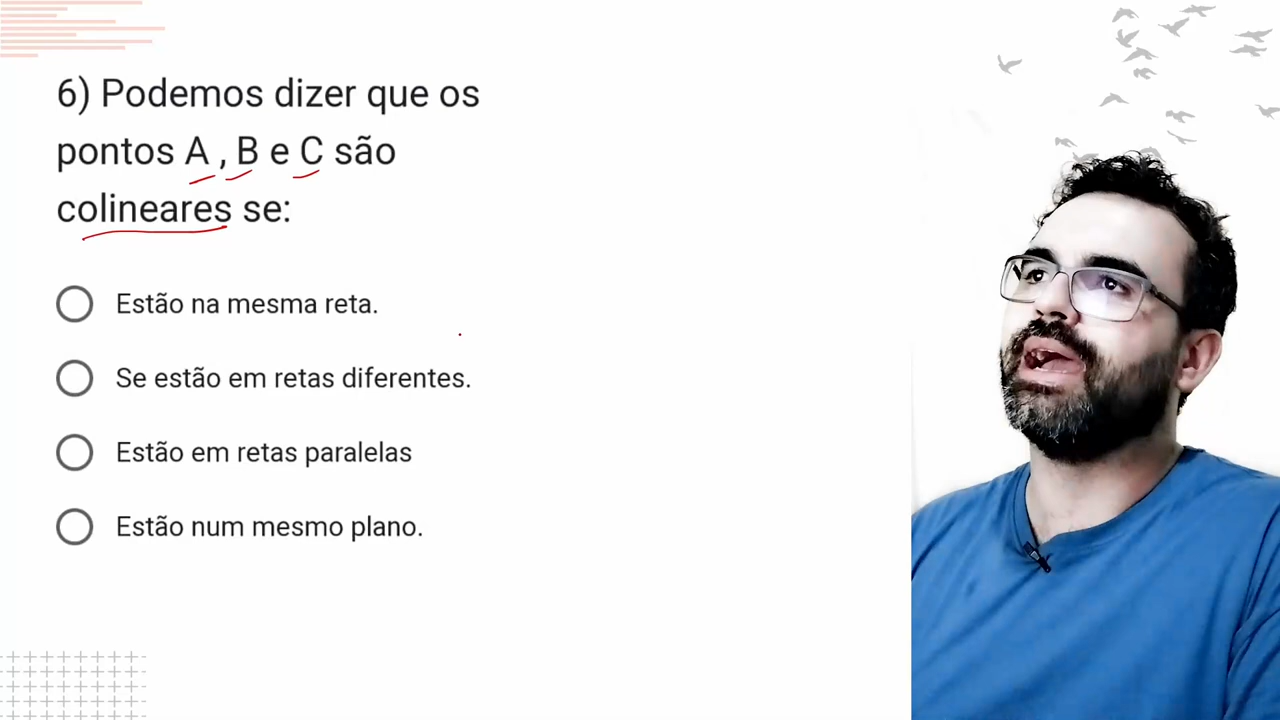 6) Podemos dizer que os
pontos A , B e C são
colineares se:
Estão na mesma reta.
Se estão em retas diferentes.
Estão em retas paralelas
Estão num mesmo plano.